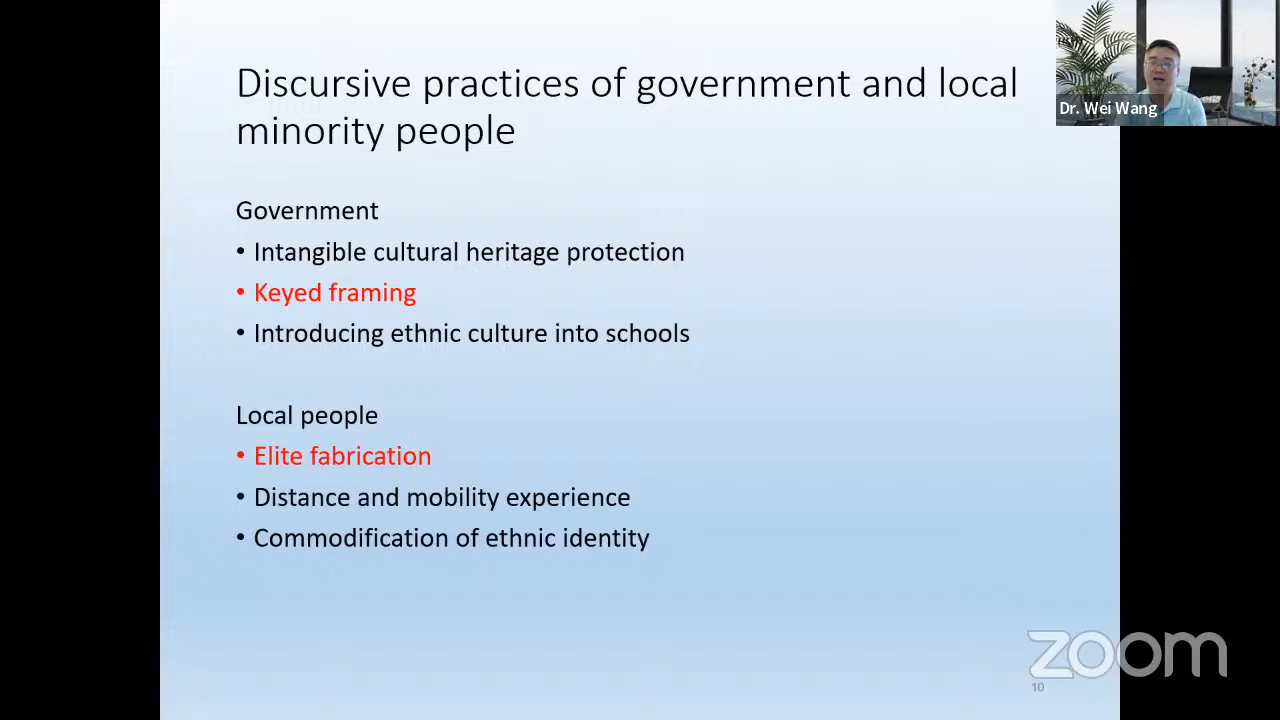 Discursive practices of government and local
minority people
Government
• Intangible cultural heritage protection
• Keyed framing
• Introducing ethnic culture into schools
Local people
• Elite fabrication
• Distance and mobility experience
• Commodification of ethnic identity
Dr. Wei Wang
zoom
10